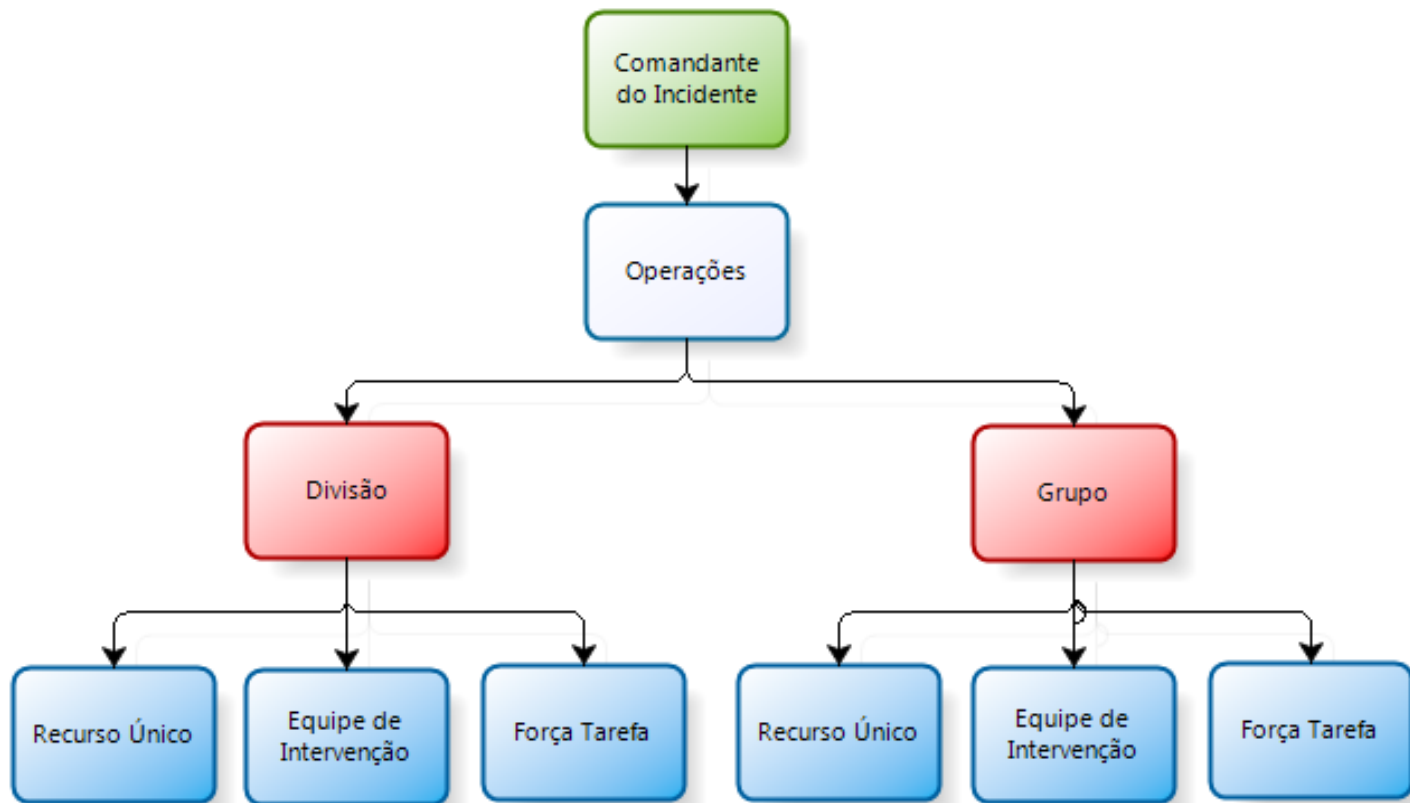 Comandante
do Incidente
Operações
Divisão
Grupo
Recurso Único
Equipe de
Intervenção
Força Tarefa
Recurso Único
Equipe de
Intervenção
Força Tarefa